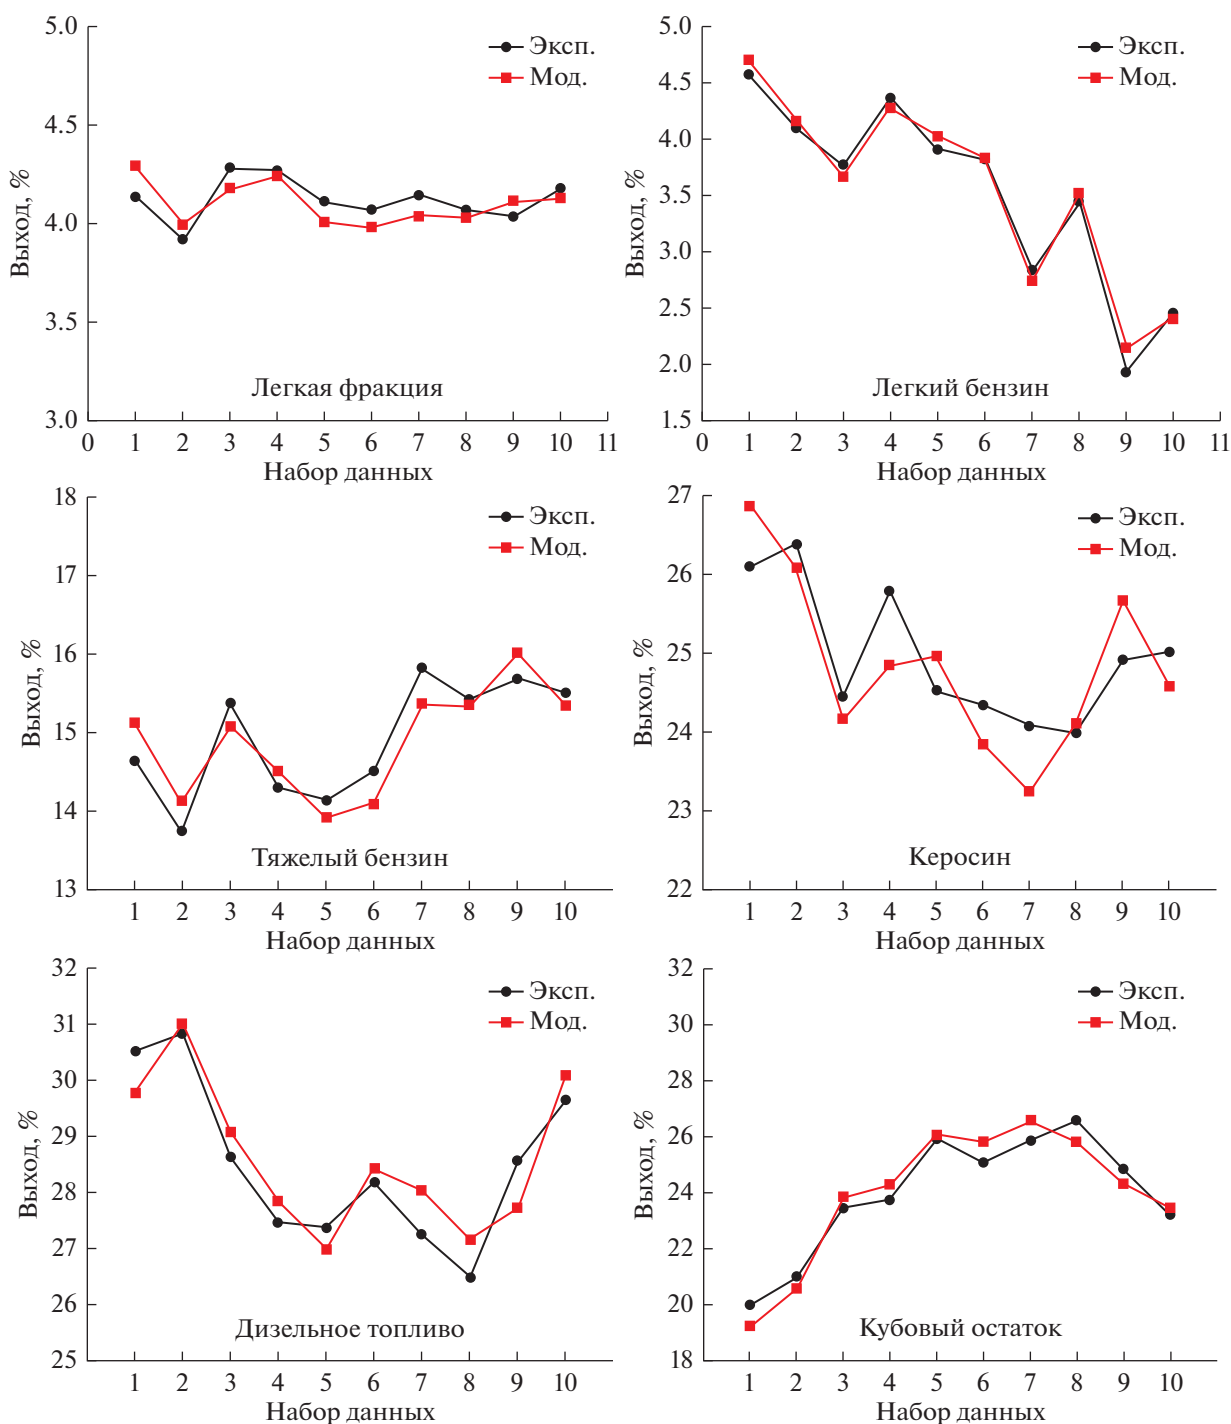 5.0
4.5
4.0
3.5
3.0
Выход, %
Эксп.
Мод.
Легкая фракция
0 1 2 3 4 5 6 7 8 9 10 11
Набор данных
5.0
4.5
4.0
3.5
3.0
2.5
2.0
1.5
Выход, %
Эксп.
Мод.
Легкий бензин
0 1 2 3 4 5 6 7 8 9 10 11
Набор данных
18
17
16
15
14
13
Выход, %
Эксп.
Мод.
Тяжелый бензин
1 2 3 4 5 6 7 8 9 10
Набор данных
27
26
25
24
23
22
Выход, %
Эксп.
Мод.
Керосин
1 2 3 4 5 6 7 8 9 10
Набор данных
32
31
30
29
28
27
26
25
Выход, %
Эксп.
Мод.
Дизельное топливо
1 2 3 4 5 6 7 8 9 10
Набор данных
32
30
28
26
24
22
20
18
Выход, %
Эксп.
Мод.
Кубовый остаток
1 2 3 4 5 6 7 8 9 10
Набор данных